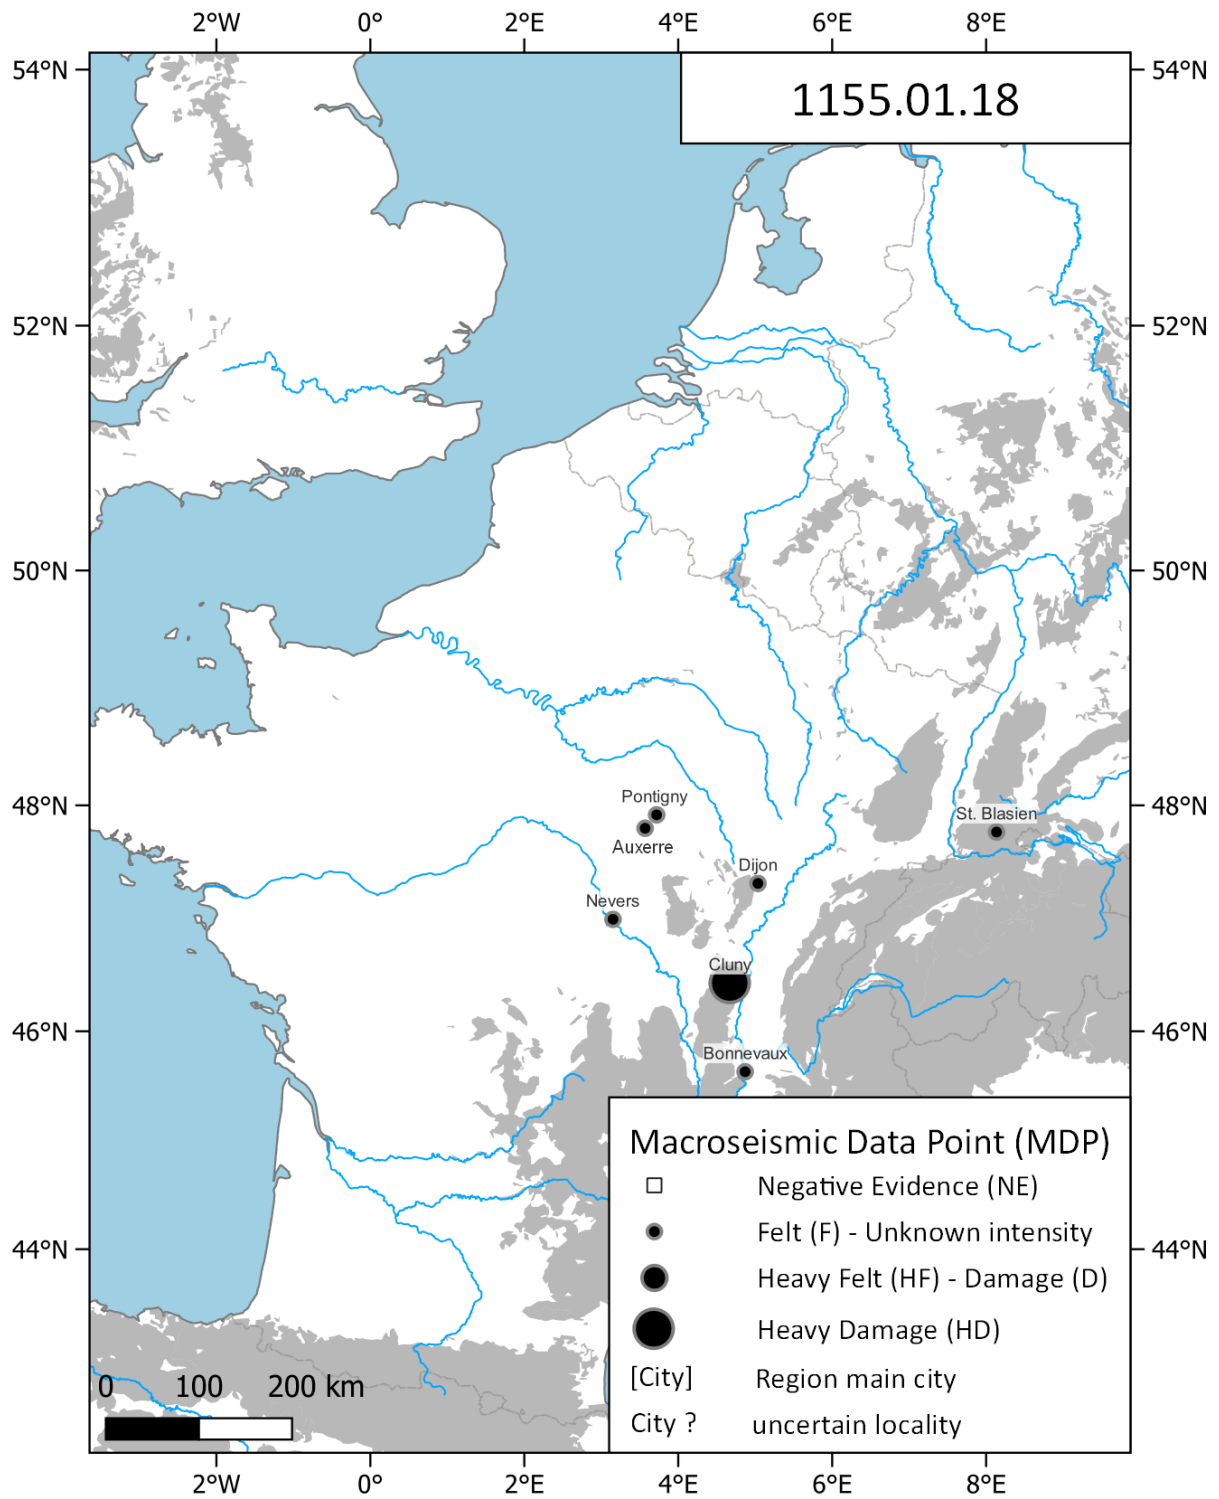 2°W 0° 2°E 4°E 6°E 8°E
54°N 54°N
1155.01.18
52°N 52°N
50°N 50°N
48°N 48°N
Pontigny
St. Blasien
Auxerre
Dijon
Nevers
Cluny
46°N 46°N
Bonnevaux
Macroseismic Data Point (MDP)
Negative Evidence (NE)
Felt (F) - Unknown intensity
44°N 44°N
Heavy Felt (HF) - Damage (D)
Heavy Damage (HD)
[City] Region main city
City ? uncertain locality
0 100 200 km
2°W 0° 2°E 4°E 6°E 8°E